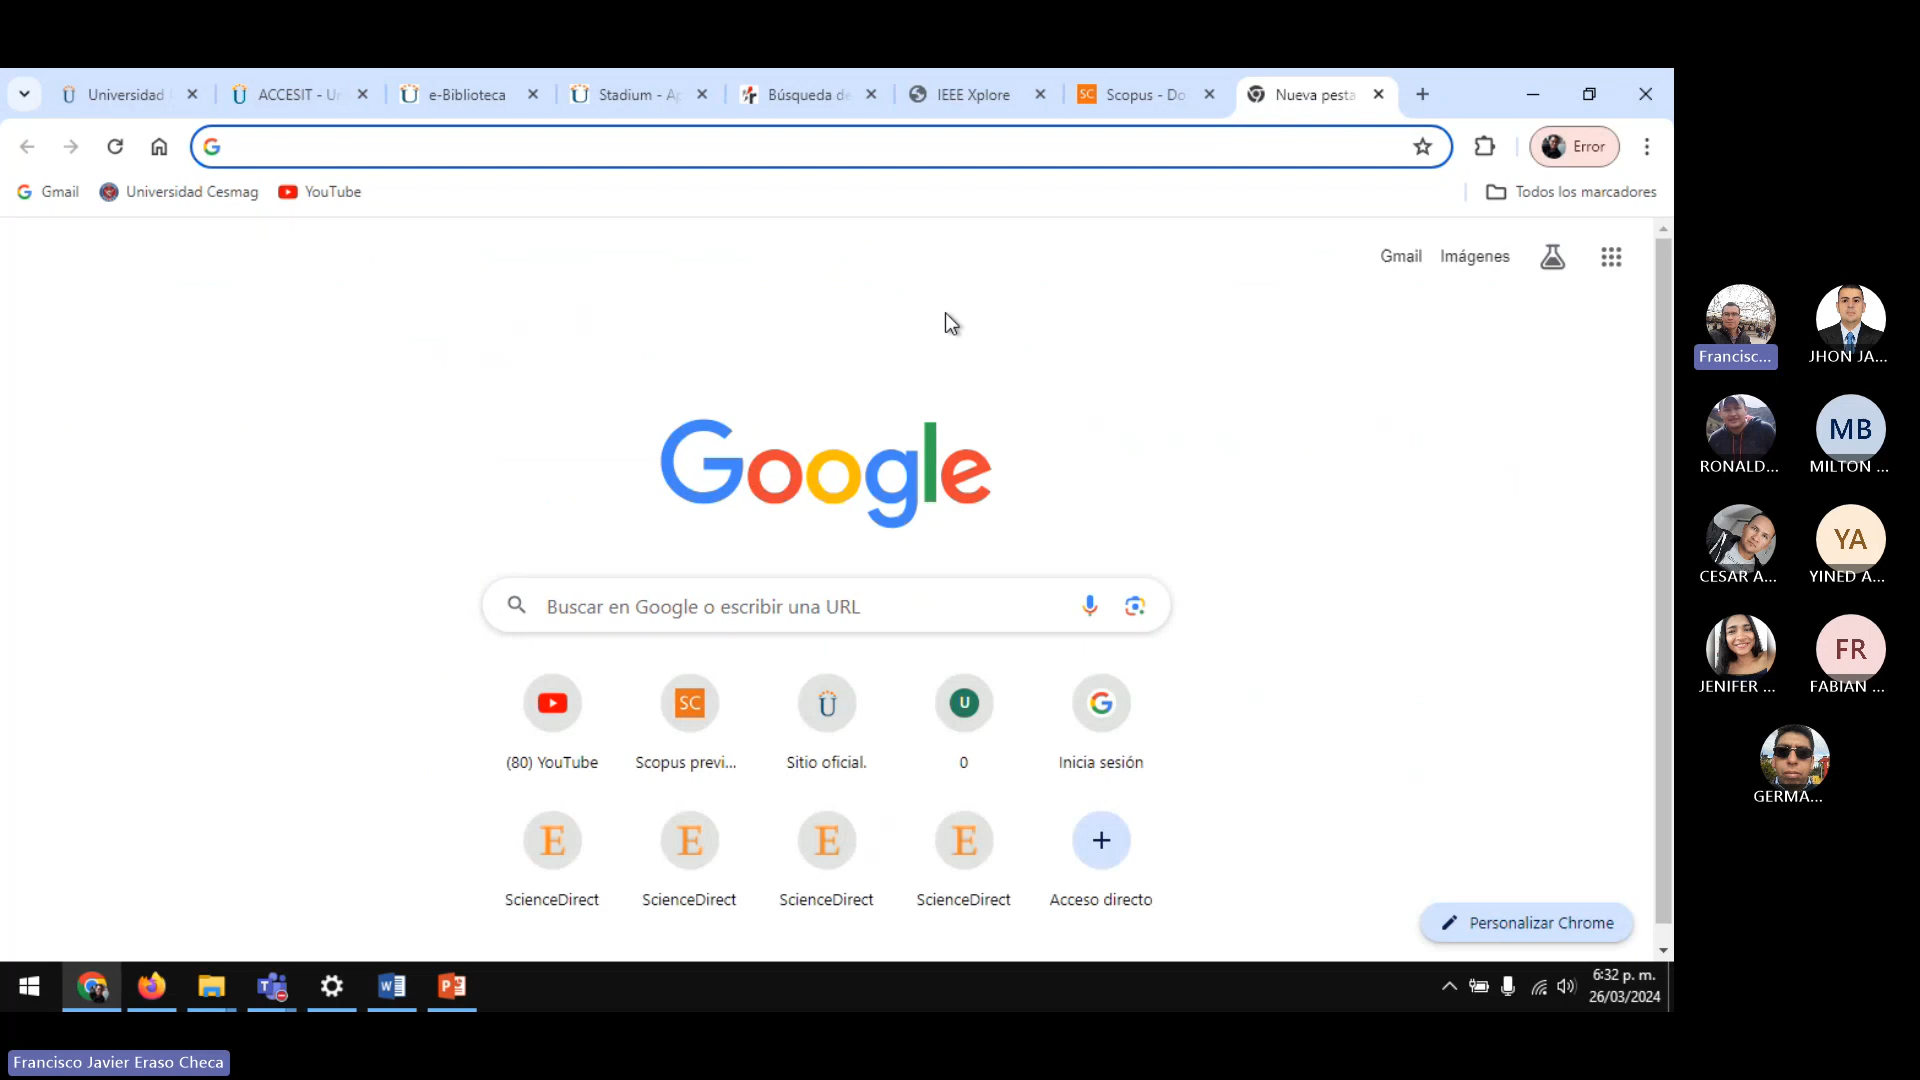 Universidad
ACCESIT - Un
e-Biblioteca
Stadium - Ap
Búsqueda de
IEEE Xplore
Scopus - Do
Nueva pesta
Error
Gmail
Universidad Cesmag
YouTube
Todos los marcadores
Gmail
Imágenes
Google
Buscar en Google o escribir una URL
SC
U
(80) YouTube
Scopus previ...
Sitio oficial.
0
Inicia sesión
E
E
E
E
ScienceDirect
ScienceDirect
ScienceDirect
ScienceDirect
Acceso directo
Personalizar Chrome
6:32 p. m.
26/03/2024
Francisc...
JHON JA...
RONALD...
MB
MILTON ...
CESAR A...
YA
YINED A...
JENIFER ...
FR
FABIAN ...
GERMA...
Francisco Javier Eraso Checa